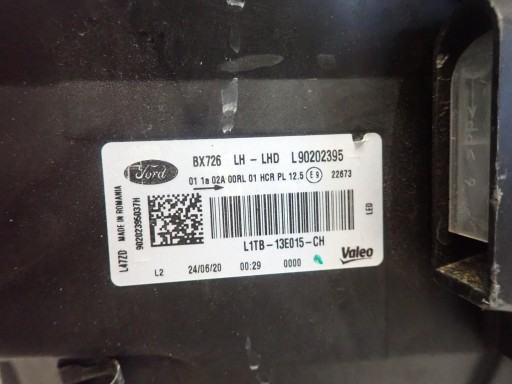 Ford
BX726 LH - LHD L90202395
01 1a 02A 00RL 01 HCR PL 12.5 E9 22673
L47ZD MADE IN ROMANIA
90202395037H
LED
L1TB-13E015-CH
Valeo
L2 24/06/20 00:29 0000